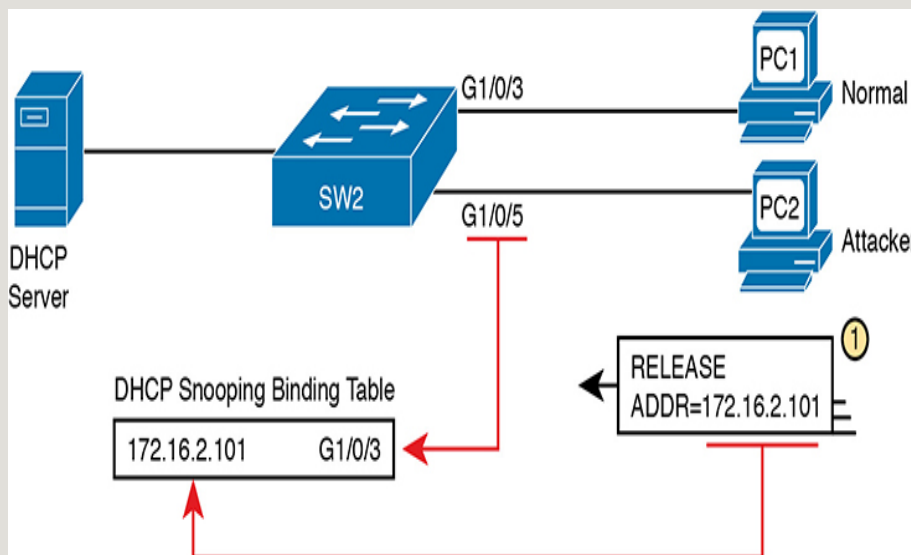 G1/0/3
PC1
Normal
SW2
DHCP
Server
G1/0/5
PC2
Attacker
1
RELEASE
ADDR=172.16.2.101
DHCP Snooping Binding Table
172.16.2.101 G1/0/3